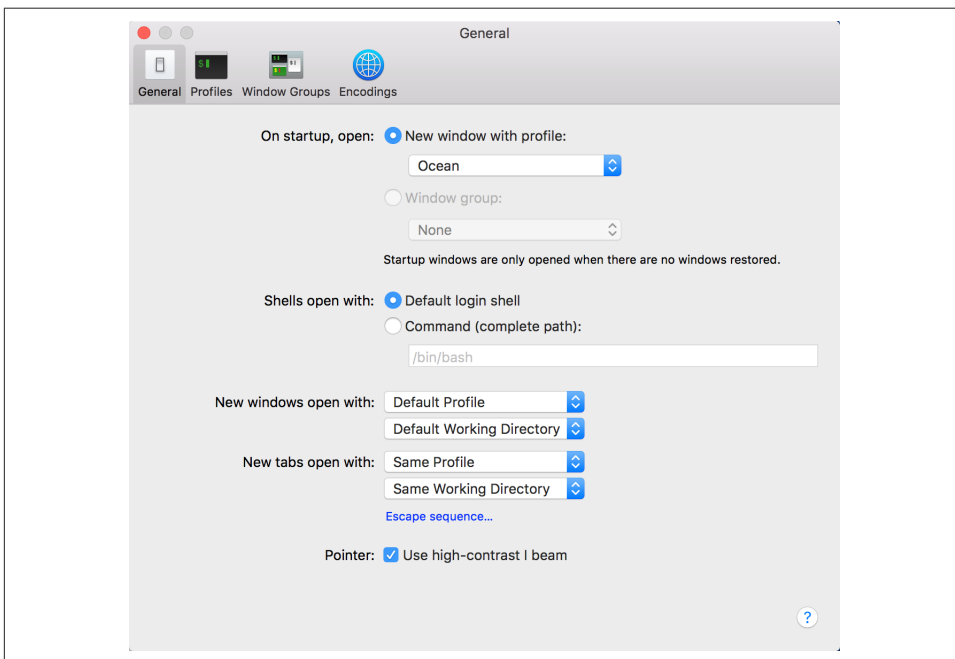 General
General Profiles Window Groups Encodings
On startup, open: New window with profile:
Ocean
Window group:
None
Startup windows are only opened when there are no windows restored.
Shells open with: Default login shell
Command (complete path):
/bin/bash
New windows open with: Default Profile
Default Working Directory
New tabs open with: Same Profile
Same Working Directory
Escape sequence...
Pointer: Use high-contrast I beam
?